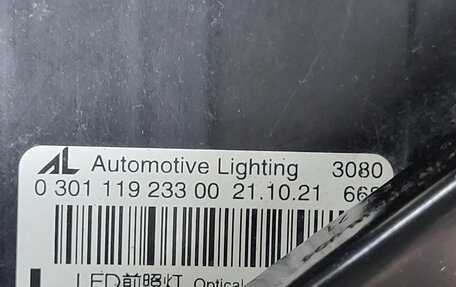 AL Automotive Lighting 3080
0 301 119 233 00 21.10.21
LED前照灯 Optical